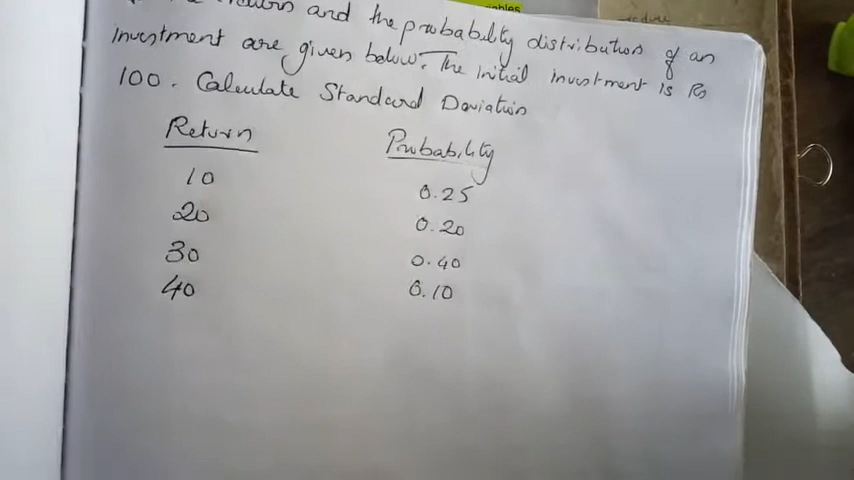 and the probability distribution of an
investment are given below. The initial investment is Rs
100. Calculate Standard Deviation
Return Probability
10 0.25
20 0.20
30 0.40
40 0.10